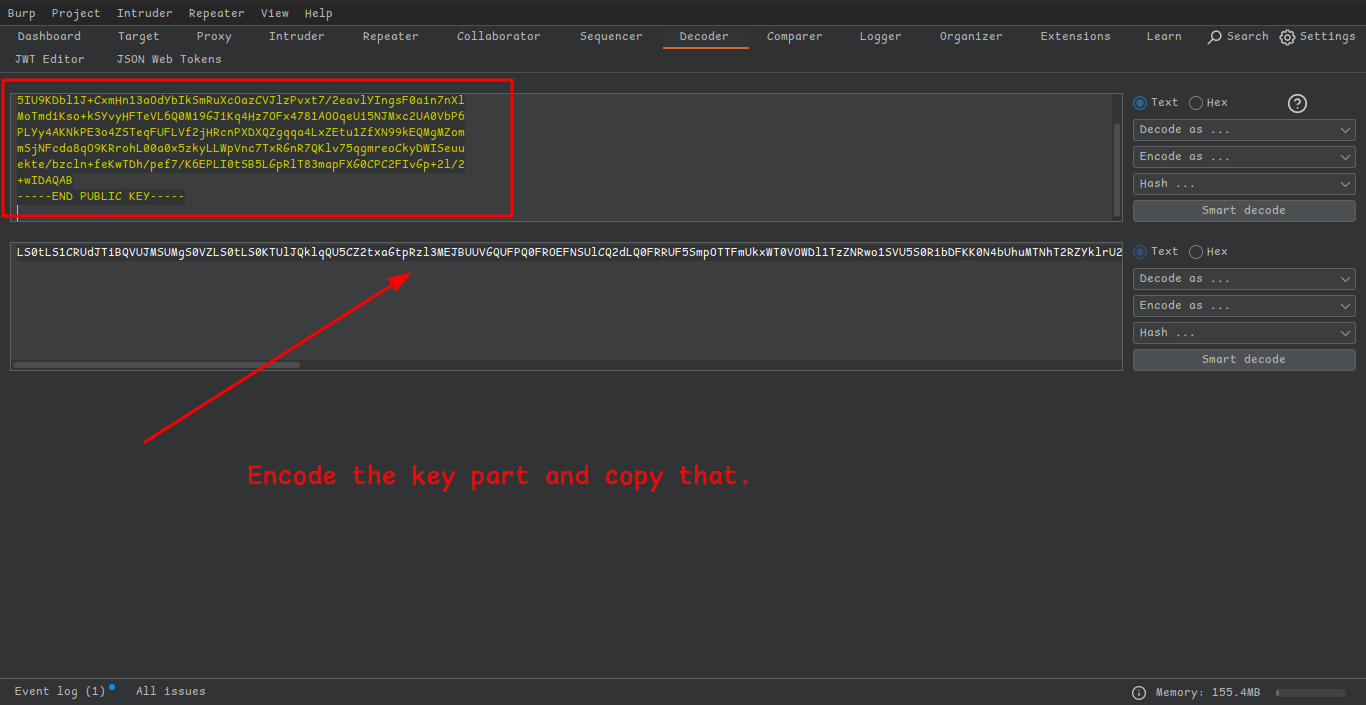 Burp Project Intruder Repeater View Help
Dashboard Target Proxy Intruder Repeater Collaborator Sequencer Decoder Comparer Logger Organizer Extensions Learn Search Settings
JWT Editor JSON Web Tokens
5IU9KDbl1J+CxmHn13aOdYbIkSmRuXcOazCVJlzPvxt7/2eavlYIngsF0ain7nXl
MoTmdiKso+kSYvyHFTeVL6Q0Mi9GJiKq4Hz7OFx4781AOOqeUi5NJMxc2UA0VbP6
PLYy4AKNkPE3o4ZSTeqFUFLVf2jHRcnPXDXQZgqqa4LxZEtu1ZfXN99kEQMgMZom
mSjNFcda8qO9KRrohL00a0x5zkyLLWpVnc7TxRGnR7QKlv75qgmreoCkyDWISeuu
ekte/bzcln+feKwTDh/pef7/K6EPLI0tSB5LGpRlT83mapFXG0CPC2FIvGp+2l/2
+wIDAQAB
-----END PUBLIC KEY-----
Text Hex ?
Decode as ...
Encode as ...
Hash ...
Smart decode
LS0tLS1CRUdJTiBQVUJMSUMgS0VZLS0tLS0KTUlJQklqQU5CZ2txaGtpRzl3MEJBUUVGQUFPQ0FROEFNSUlCQ2dLQ0FRRUF5SmpOTTFmUkxWT0VOWDl1TzZNRwo1SVU5S0RibDFKK0N4bUhuMTNhT2RZYklrU2
Text Hex
Decode as ...
Encode as ...
Hash ...
Smart decode
Encode the key part and copy that.
Event log (1) All issues Memory: 155.4MB